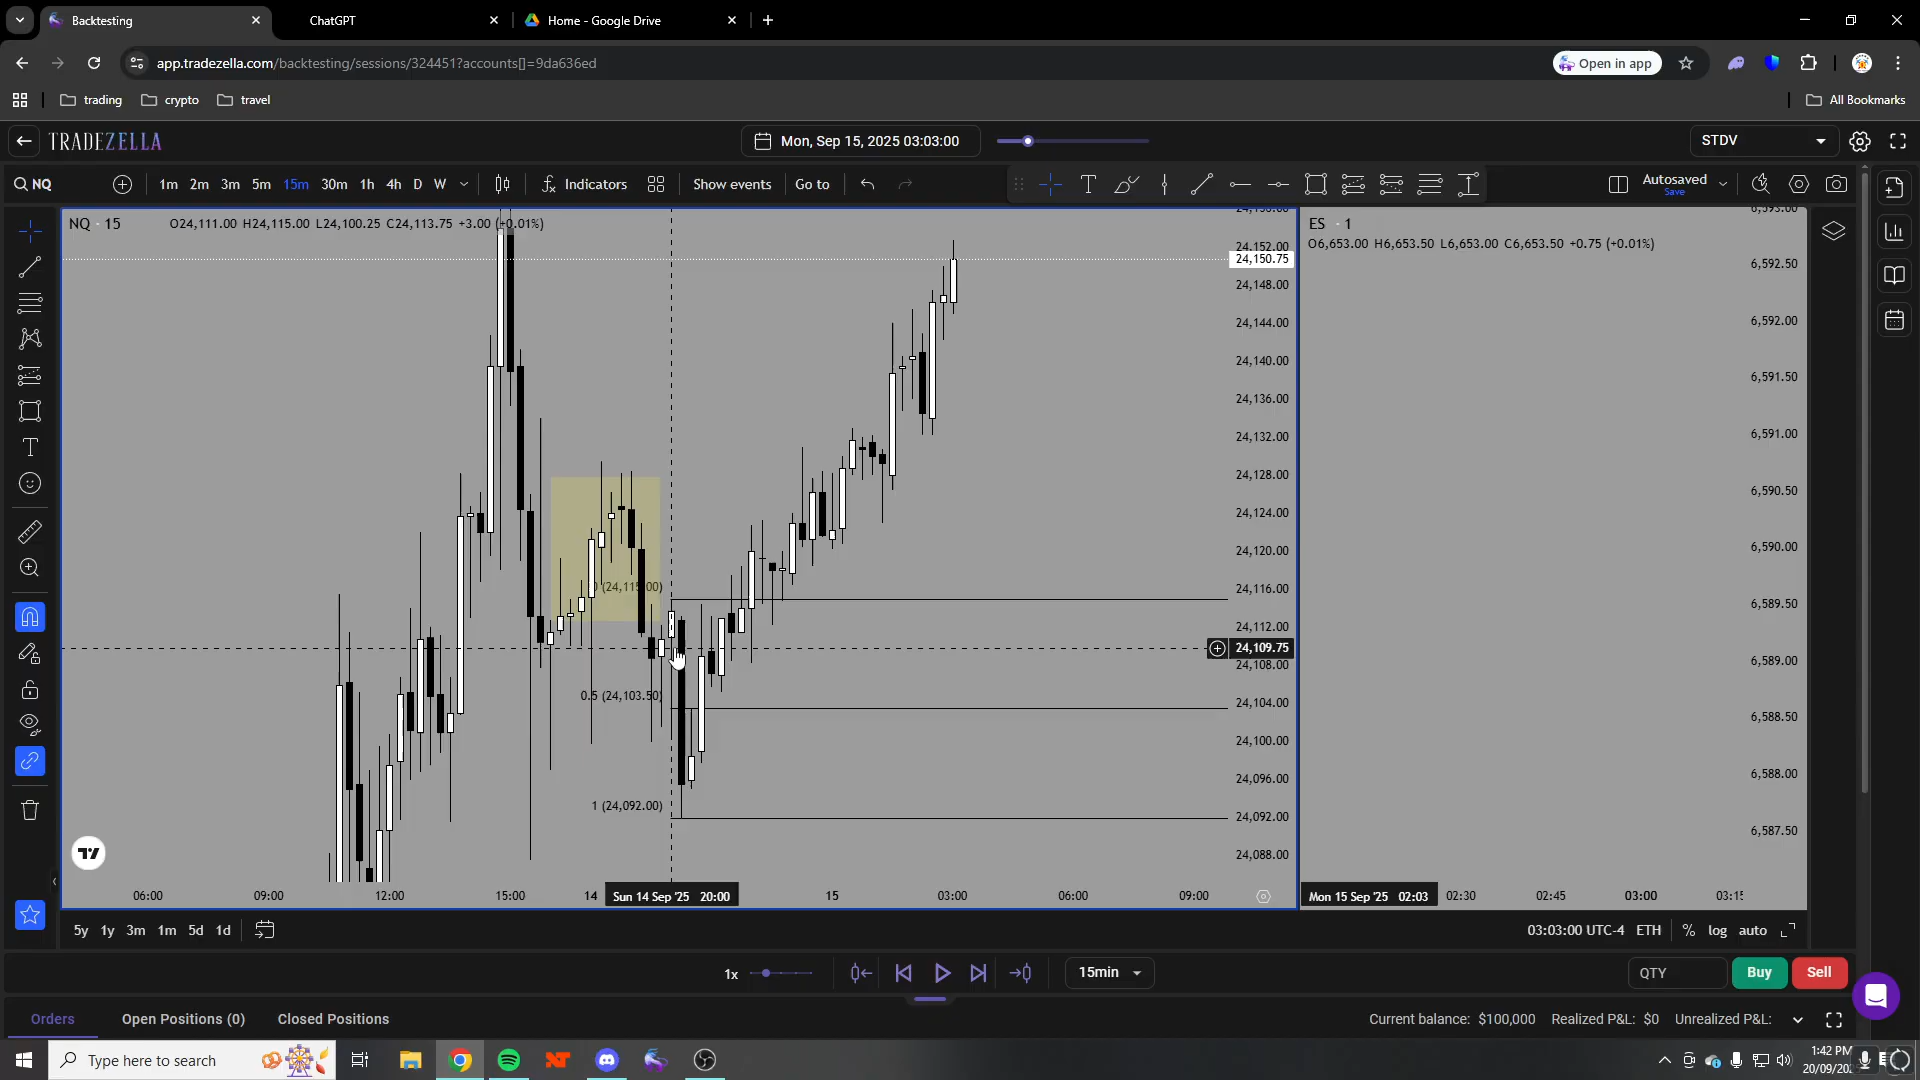 Backtesting
ChatGPT
Home - Google Drive
app.tradezella.com/backtesting/sessions/324451?accounts[]=9da636ed
Open in app
trading
crypto
travel
All Bookmarks
TRADEZELLA
Mon, Sep 15, 2025 03:03:00
STDV
NQ
1m 2m 3m 5m 15m 30m 1h 4h D W
Indicators
Show events
Go to
Autosaved
Save
NQ · 15 O24,111.00 H24,115.00 L24,100.25 C24,113.75 +3.00 (+0.01%)
24,152.00
24,150.75
24,148.00
24,144.00
24,140.00
24,136.00
24,132.00
24,128.00
24,124.00
24,120.00
24,116.00
24,112.00
24,109.75
24,108.00
24,104.00
24,100.00
24,096.00
24,092.00
24,088.00
0 (24,115.00)
0.5 (24,103.50)
1 (24,092.00)
06:00 09:00 12:00 15:00 14 Sun 14 Sep '25 20:00 15 03:00 06:00 09:00
ES · 1
O6,653.00 H6,653.50 L6,653.00 C6,653.50 +0.75 (+0.01%)
6,593.00
6,592.50
6,592.00
6,591.50
6,591.00
6,590.50
6,590.00
6,589.50
6,589.00
6,588.50
6,588.00
6,587.50
Mon 15 Sep '25 02:03 02:30 02:45 03:00
5y 1y 3m 1m 5d 1d
03:03:00 UTC-4 ETH % log auto
1x
15min
QTY
Buy
Sell
Orders
Open Positions (0)
Closed Positions
Current balance: $100,000 Realized P&L: $0 Unrealized P&L:
Type here to search
1:42 PM